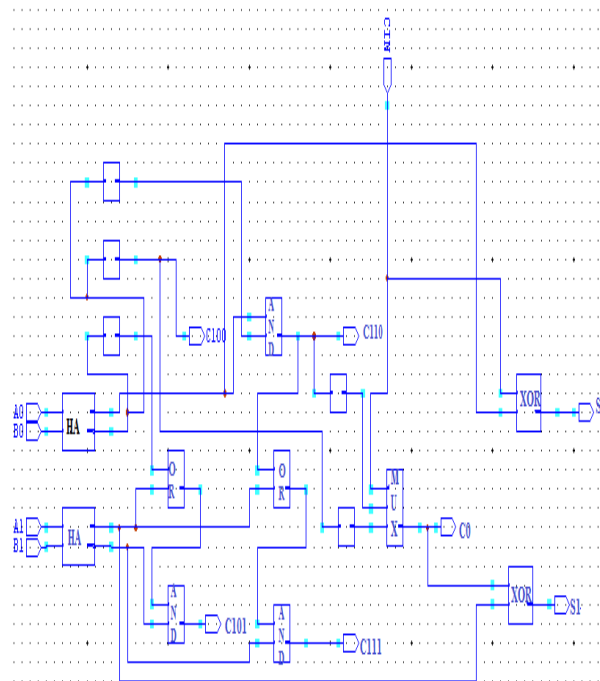 CIN
C100
AND
C110
A0
B0
HA
XOR
S
OR
OR
MUX
A1
B1
HA
C0
XOR
S1
AND
C101
AND
C111